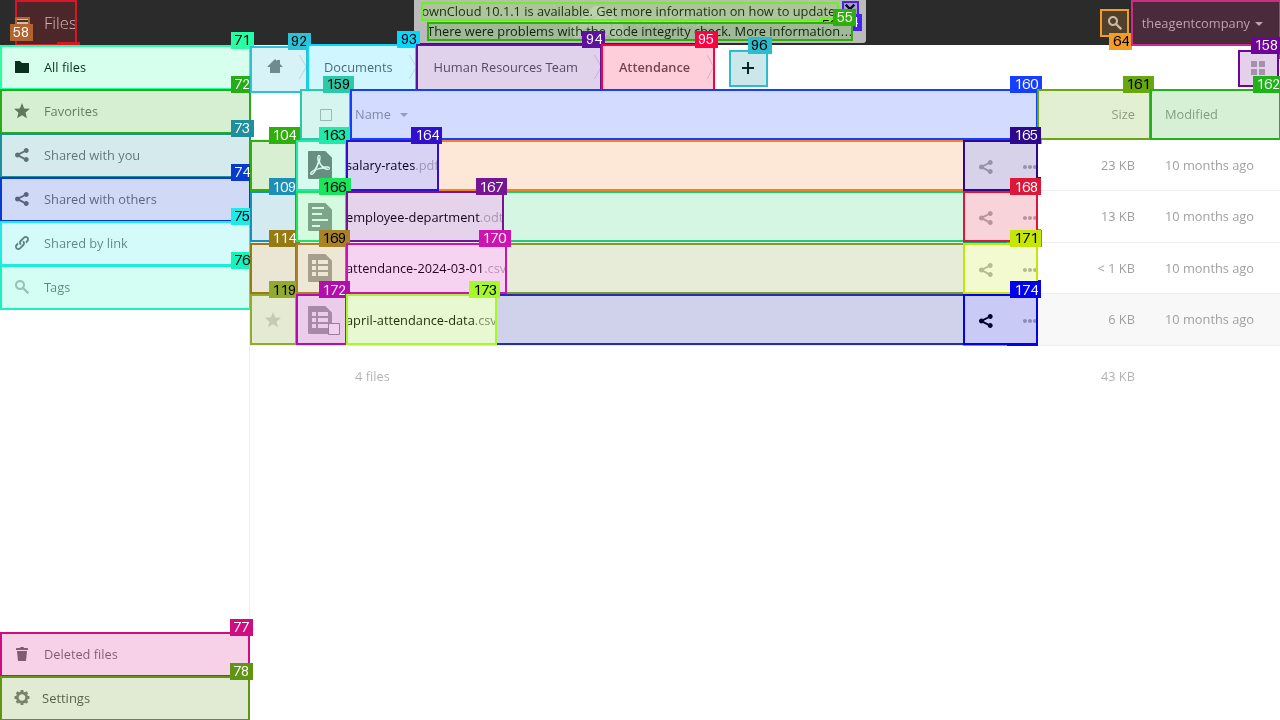 ownCloud 10.1.1 is available. Get more information on how to update.
There were problems with the code integrity check. More information...
55
58
Files
64
theagentcompany
71
All files
92
93
Documents
94
Human Resources Team
95
Attendance
96
+
158
72
Favorites
159
160
Name
161
Size
162
Modified
73
Shared with you
104
163
164
salary-rates.pdf
165
23 KB
10 months ago
74
Shared with others
109
166
167
employee-department.odt
168
13 KB
10 months ago
75
Shared by link
114
169
170
attendance-2024-03-01.csv
171
< 1 KB
10 months ago
76
Tags
119
172
173
april-attendance-data.csv
174
6 KB
10 months ago
4 files
43 KB
77
Deleted files
78
Settings